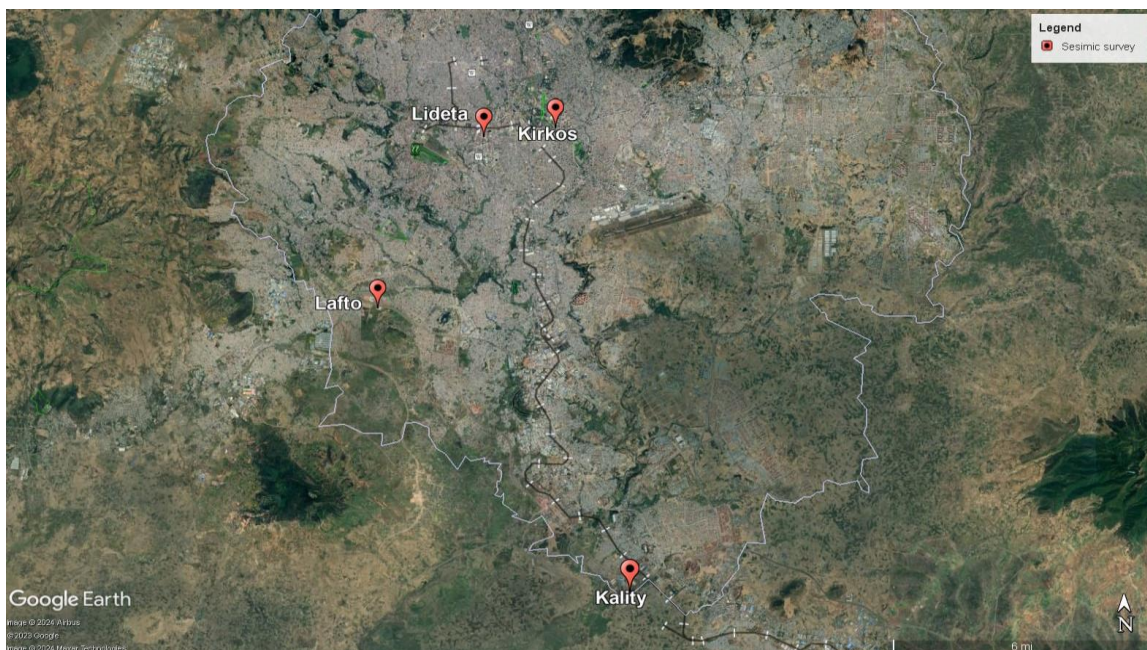 Legend
Sesimic survey
Lideta
Kirkos
Lafto
Kality
Google Earth
Image © 2024 Airbus
© 2023 Google
Image © 2024 Maxar Technologies
N
6 mi